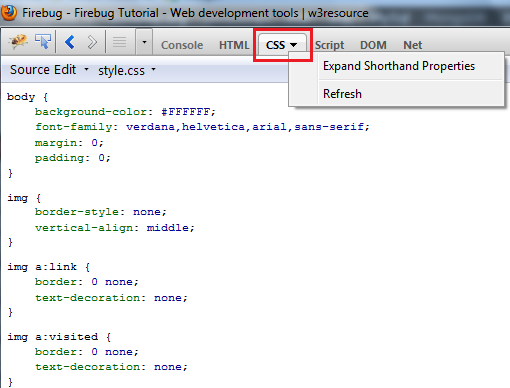 Firebug - Firebug Tutorial - Web development tools | w3resource
Console HTML CSS Script DOM Net
Expand Shorthand Properties
Refresh
Source Edit style.css
body {
    background-color: #FFFFFF;
    font-family: verdana,helvetica,arial,sans-serif;
    margin: 0;
    padding: 0;
}
img {
    border-style: none;
    vertical-align: middle;
}
img a:link {
    border: 0 none;
    text-decoration: none;
}
img a:visited {
    border: 0 none;
    text-decoration: none;
}